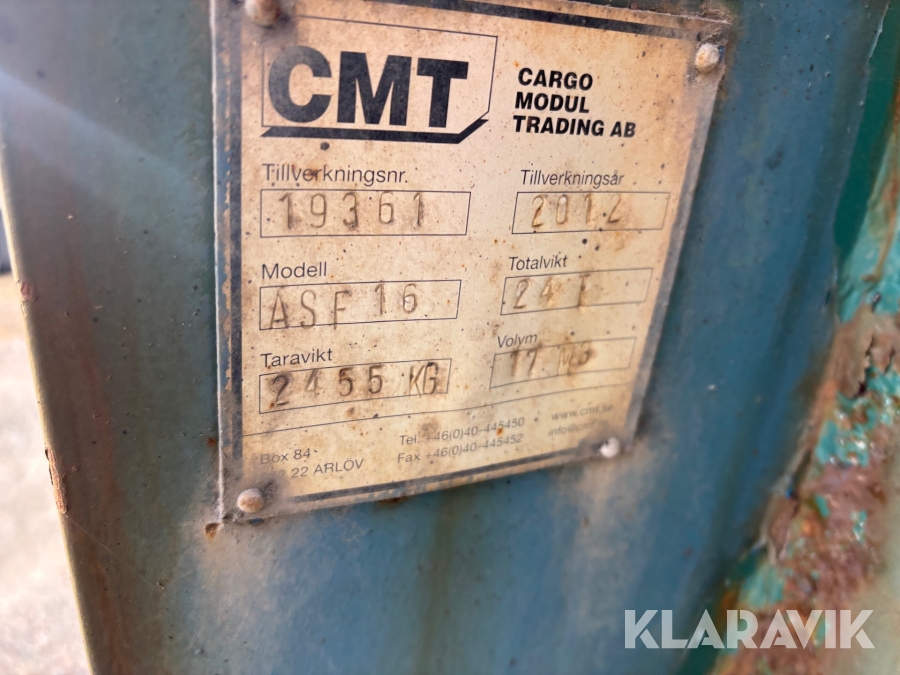 CMT
CARGO
MODUL
TRADING AB
Tillverkningsnr.
19361
Tillverkningsår
2012
Modell
ASF 16
Totalvikt
24 T
Taravikt
2455 KG
Volym
17 M3
Box 84
22 ARLÖV
Tel. +46(0)40-445450
Fax +46(0)40-445452
www.cmt.se
KLARAVIK